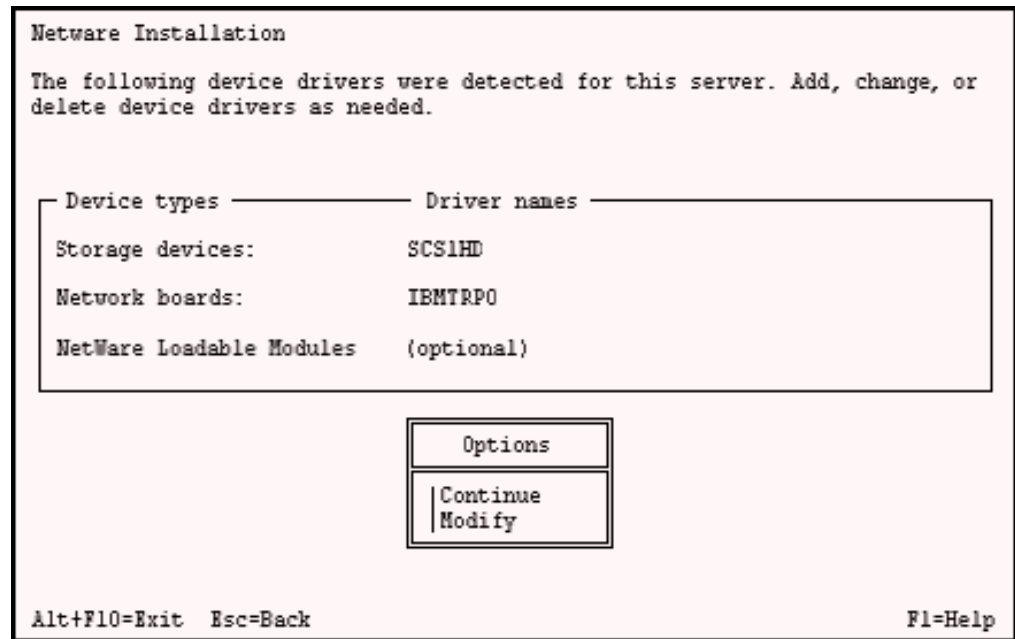 Netware Installation
The following device drivers were detected for this server. Add, change, or
delete device drivers as needed.
Device types Driver names
Storage devices: SCS1HD
Network boards: IBMTRPO
NetWare Loadable Modules (optional)
Options
Continue
Modify
Alt+F10=Exit Esc=Back F1=Help